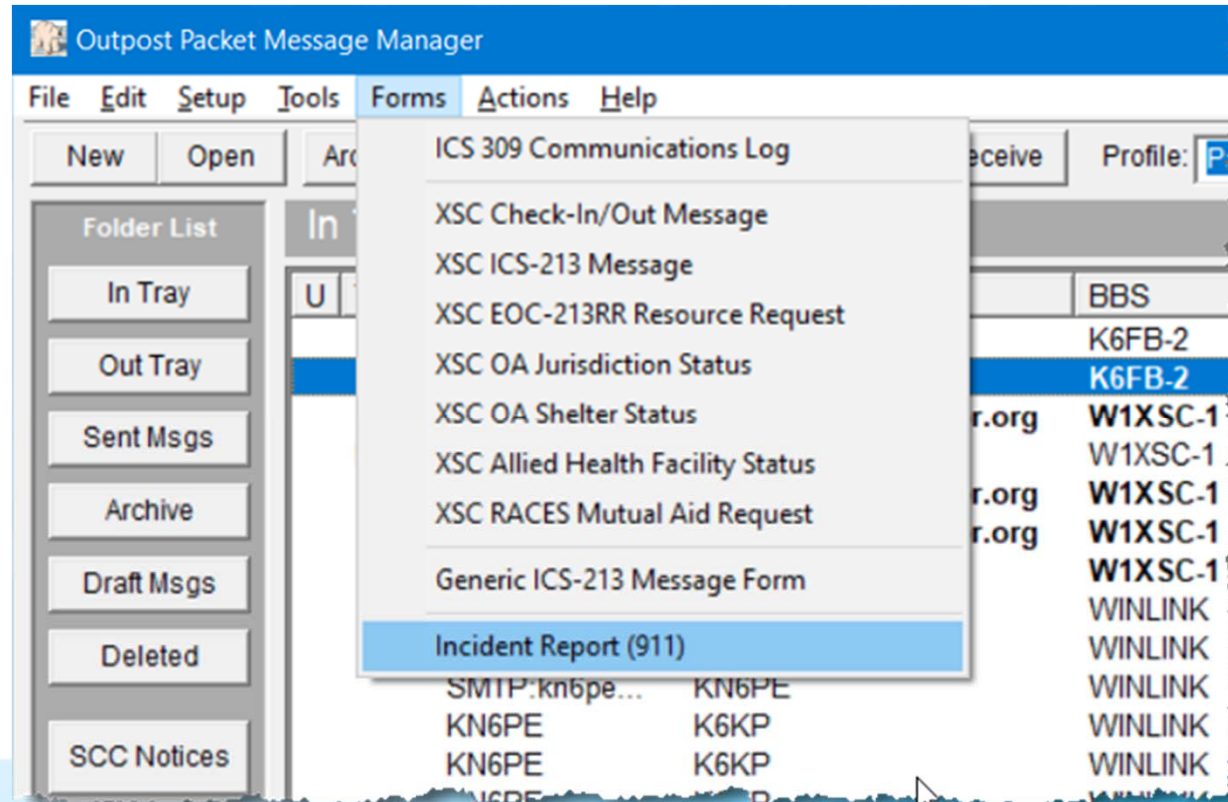 Outpost Packet Message Manager
File Edit Setup Tools Forms Actions Help
New Open Arc eceive Profile:
ICS 309 Communications Log
XSC Check-In/Out Message
XSC ICS-213 Message
XSC EOC-213RR Resource Request
XSC OA Jurisdiction Status
XSC OA Shelter Status
XSC Allied Health Facility Status
XSC RACES Mutual Aid Request
Generic ICS-213 Message Form
Incident Report (911)
Folder List
In Tray
Out Tray
Sent Msgs
Archive
Draft Msgs
Deleted
SCC Notices
In
U BBS
K6FB-2
K6FB-2
r.org W1XSC-1
W1XSC-1
r.org W1XSC-1
r.org W1XSC-1
W1XSC-1
WINLINK
WINLINK
SMTP:kn6pe... KN6PE WINLINK
KN6PE K6KP WINLINK
KN6PE K6KP WINLINK